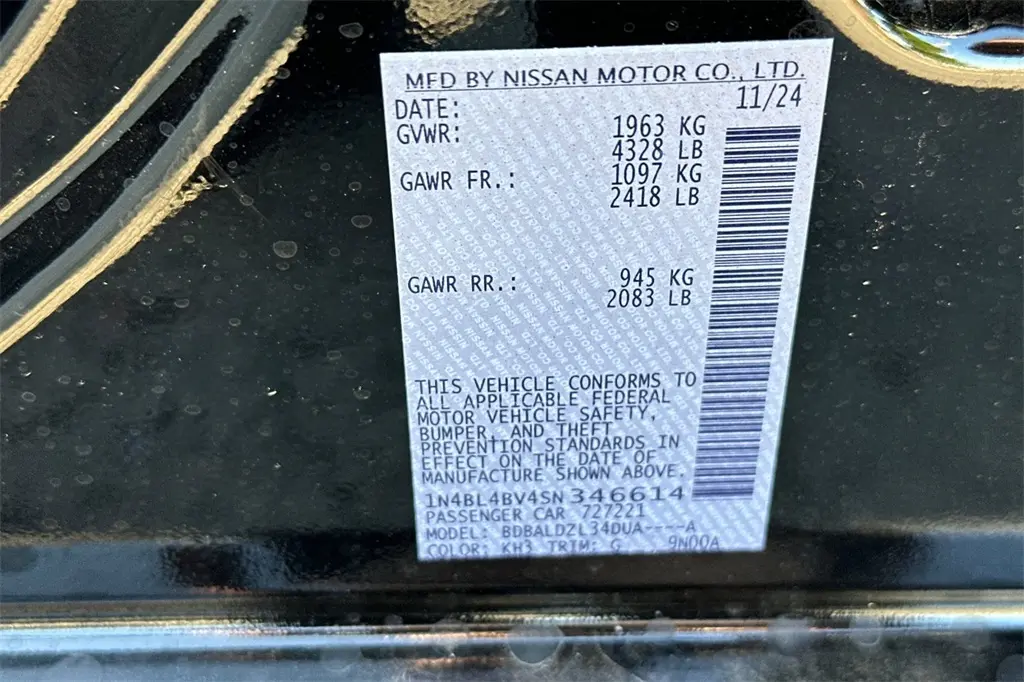 MFD BY NISSAN MOTOR CO., LTD.
DATE: 11/24
GVWR: 1963 KG
4328 LB
GAWR FR.: 1097 KG
2418 LB
GAWR RR.: 945 KG
2083 LB
THIS VEHICLE CONFORMS TO
ALL APPLICABLE FEDERAL
MOTOR VEHICLE SAFETY,
BUMPER, AND THEFT
PREVENTION STANDARDS IN
EFFECT ON THE DATE OF
MANUFACTURE SHOWN ABOVE.
1N4BL4BV4SN346614
PASSENGER CAR 727221
MODEL: BDBALDZL34DUA----A
COLOR: KH3 TRIM: G 9N00A